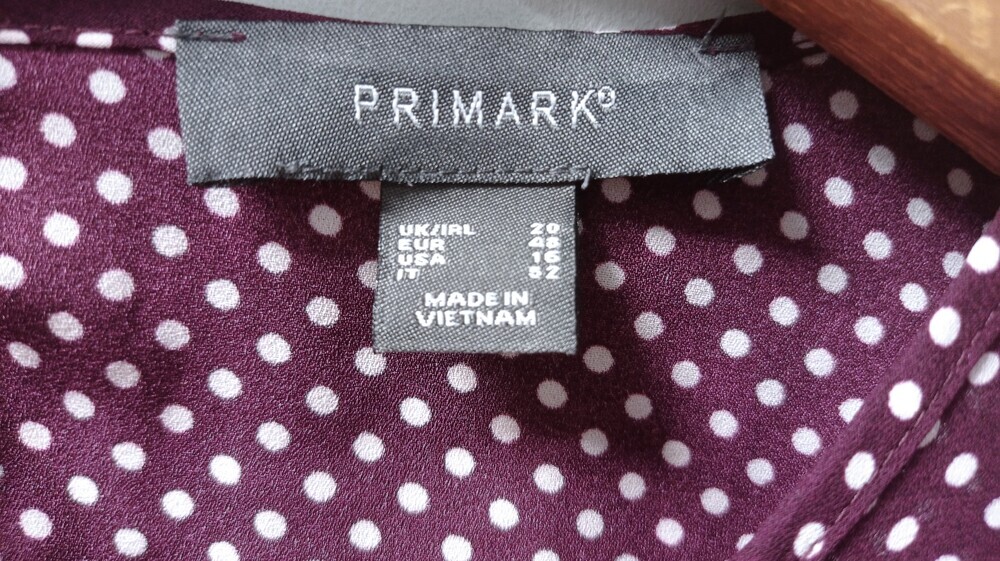 PRIMARK®
UK/IRL 20
EUR 48
USA 16
IT 52
MADE IN
VIETNAM